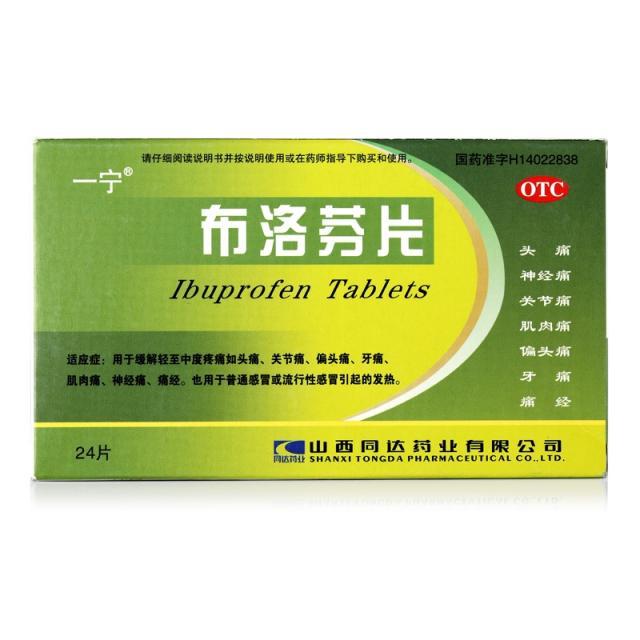 请仔细阅读说明书并按说明使用或在药师指导下购买和使用。
国药准字H14022838
一宁®
OTC
布洛芬片
Ibuprofen Tablets
头痛
神经痛
关节痛
肌肉痛
偏头痛
牙痛
痛经
适应症：用于缓解轻至中度疼痛如头痛、关节痛、偏头痛、牙痛、
肌肉痛、神经痛、痛经。也用于普通感冒或流行性感冒引起的发热。
24片
同达药业
山西同达药业有限公司
SHANXI TONGDA PHARMACEUTICAL CO.,LTD.